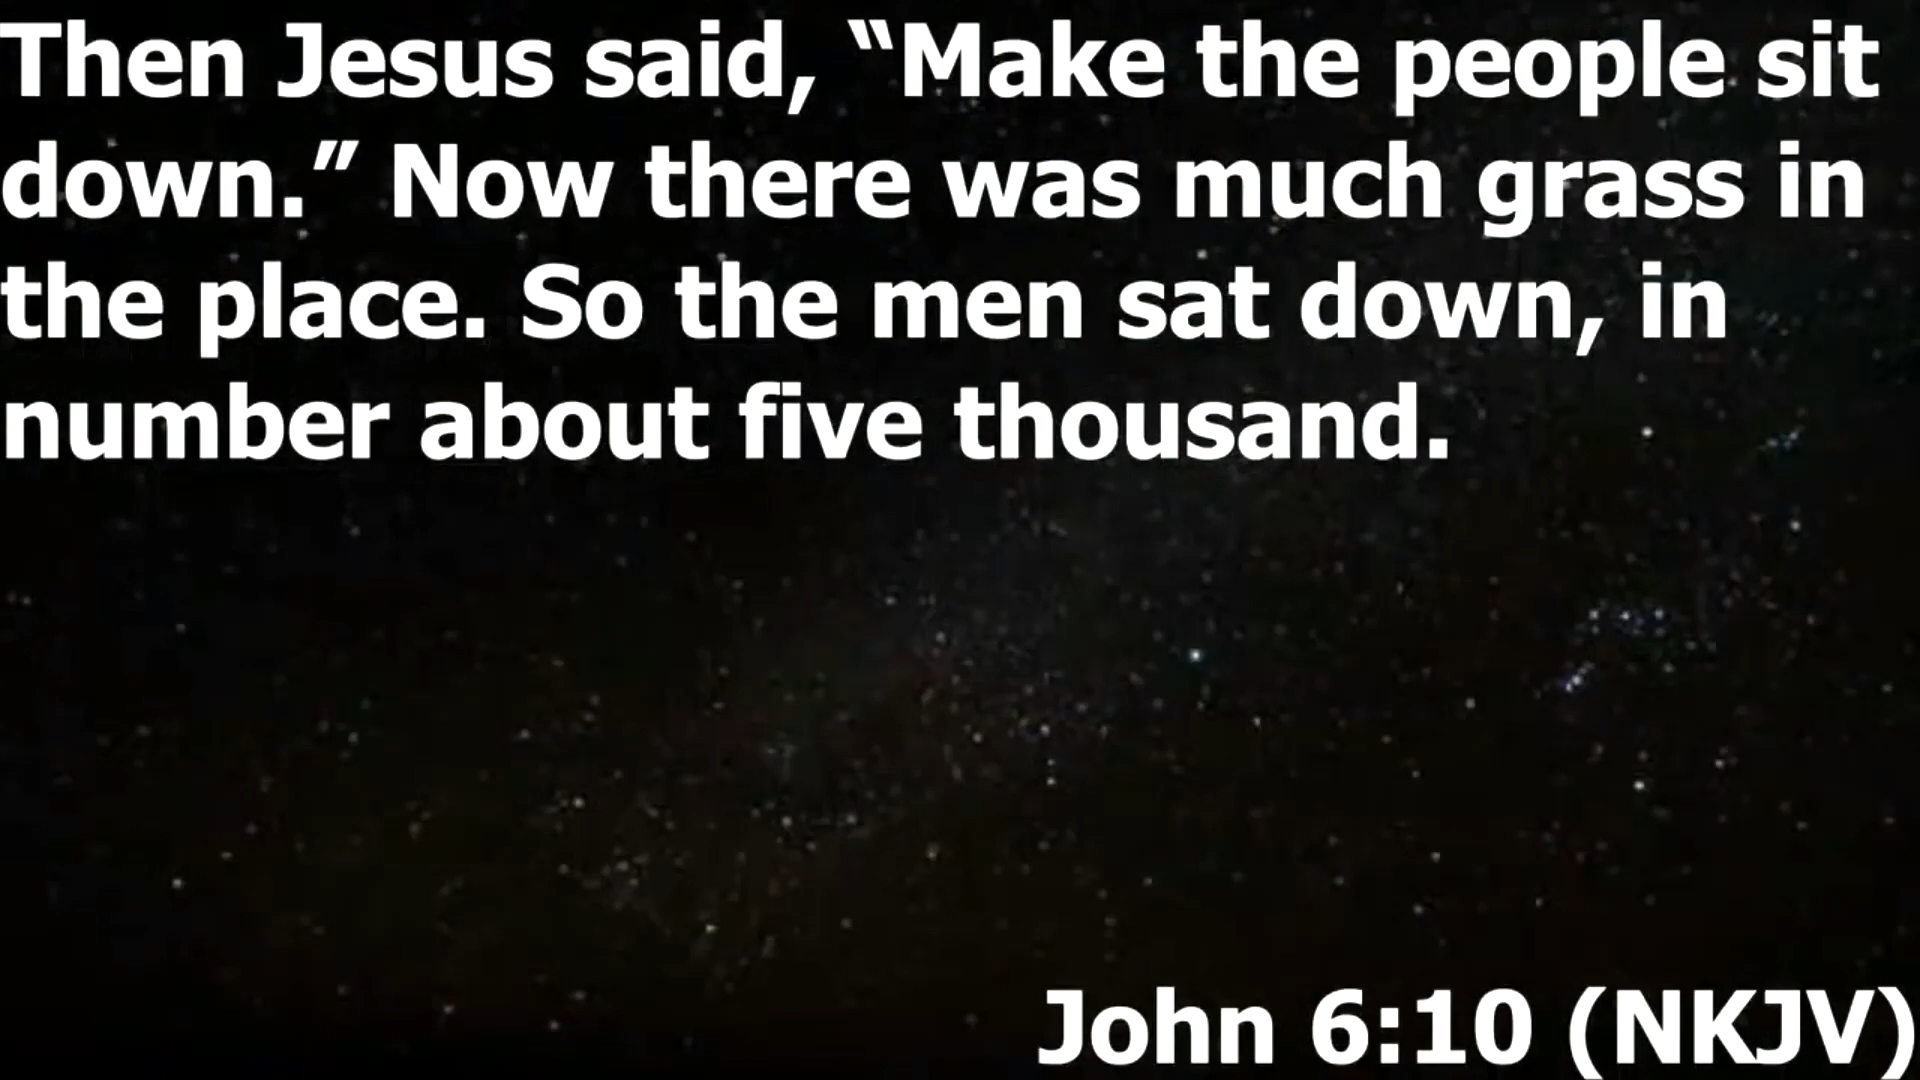 Then Jesus said, “Make the people sit
down.” Now there was much grass in
the place. So the men sat down, in
number about five thousand.
John 6:10 (NKJV)